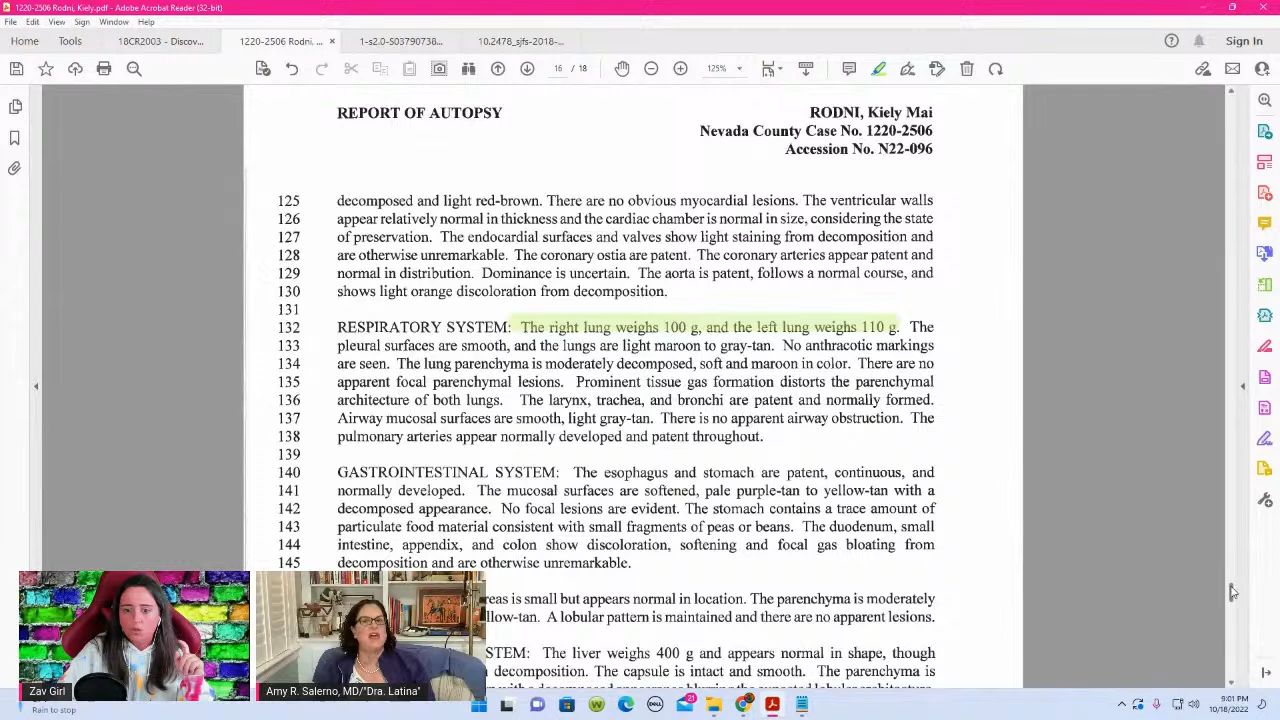 1220-2506 Rodni, Kiely.pdf - Adobe Acrobat Reader (32-bit)
File Edit View Sign Window Help
Home Tools 18CR2003 - Discov... 1220-2506 Rodni, ... × 1-s2.0-S03790738... 10.2478_sjfs-2018-... Sign In
16 / 18 125%
REPORT OF AUTOPSY RODNI, Kiely Mai
Nevada County Case No. 1220-2506
Accession No. N22-096
125 decomposed and light red-brown. There are no obvious myocardial lesions. The ventricular walls
126 appear relatively normal in thickness and the cardiac chamber is normal in size, considering the state
127 of preservation. The endocardial surfaces and valves show light staining from decomposition and
128 are otherwise unremarkable. The coronary ostia are patent. The coronary arteries appear patent and
129 normal in distribution. Dominance is uncertain. The aorta is patent, follows a normal course, and
130 shows light orange discoloration from decomposition.
131
132 RESPIRATORY SYSTEM: The right lung weighs 100 g, and the left lung weighs 110 g. The
133 pleural surfaces are smooth, and the lungs are light maroon to gray-tan. No anthracotic markings
134 are seen. The lung parenchyma is moderately decomposed, soft and maroon in color. There are no
135 apparent focal parenchymal lesions. Prominent tissue gas formation distorts the parenchymal
136 architecture of both lungs. The larynx, trachea, and bronchi are patent and normally formed.
137 Airway mucosal surfaces are smooth, light gray-tan. There is no apparent airway obstruction. The
138 pulmonary arteries appear normally developed and patent throughout.
139
140 GASTROINTESTINAL SYSTEM: The esophagus and stomach are patent, continuous, and
141 normally developed. The mucosal surfaces are softened, pale purple-tan to yellow-tan with a
142 decomposed appearance. No focal lesions are evident. The stomach contains a trace amount of
143 particulate food material consistent with small fragments of peas or beans. The duodenum, small
144 intestine, appendix, and colon show discoloration, softening and focal gas bloating from
145 decomposition and are otherwise unremarkable.
reas is small but appears normal in location. The parenchyma is moderately
llow-tan. A lobular pattern is maintained and there are no apparent lesions.
STEM: The liver weighs 400 g and appears normal in shape, though
decomposition. The capsule is intact and smooth. The parenchyma is
Zav Girl
Amy R. Salerno, MD/"Dra. Latina"
Rain to stop
DELL
21
9:01 PM
10/18/2022